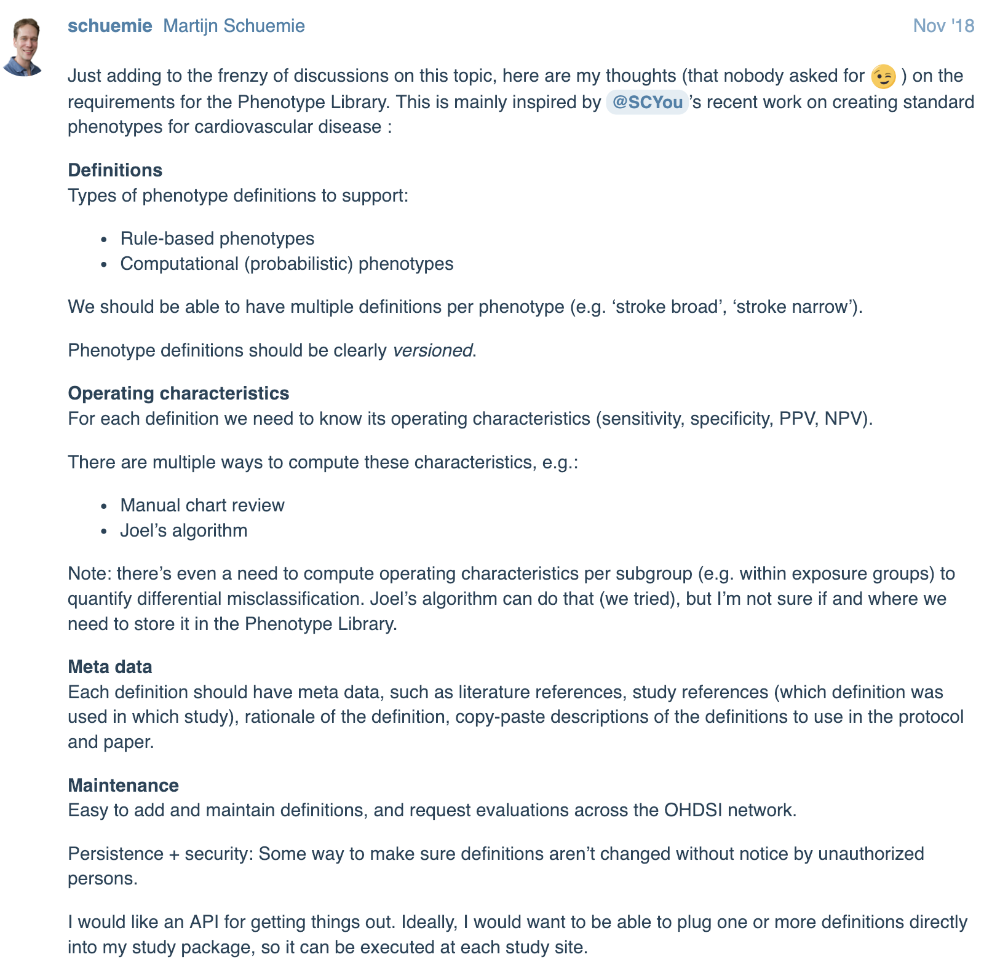 schuemie Martijn Schuemie Nov '18
Just adding to the frenzy of discussions on this topic, here are my thoughts (that nobody asked for 😉 ) on the
requirements for the Phenotype Library. This is mainly inspired by @SCYou ’s recent work on creating standard
phenotypes for cardiovascular disease :
Definitions
Types of phenotype definitions to support:
• Rule-based phenotypes
• Computational (probabilistic) phenotypes
We should be able to have multiple definitions per phenotype (e.g. ‘stroke broad’, ‘stroke narrow’).
Phenotype definitions should be clearly versioned.
Operating characteristics
For each definition we need to know its operating characteristics (sensitivity, specificity, PPV, NPV).
There are multiple ways to compute these characteristics, e.g.:
• Manual chart review
• Joel’s algorithm
Note: there’s even a need to compute operating characteristics per subgroup (e.g. within exposure groups) to
quantify differential misclassification. Joel’s algorithm can do that (we tried), but I’m not sure if and where we
need to store it in the Phenotype Library.
Meta data
Each definition should have meta data, such as literature references, study references (which definition was
used in which study), rationale of the definition, copy-paste descriptions of the definitions to use in the protocol
and paper.
Maintenance
Easy to add and maintain definitions, and request evaluations across the OHDSI network.
Persistence + security: Some way to make sure definitions aren’t changed without notice by unauthorized
persons.
I would like an API for getting things out. Ideally, I would want to be able to plug one or more definitions directly
into my study package, so it can be executed at each study site.